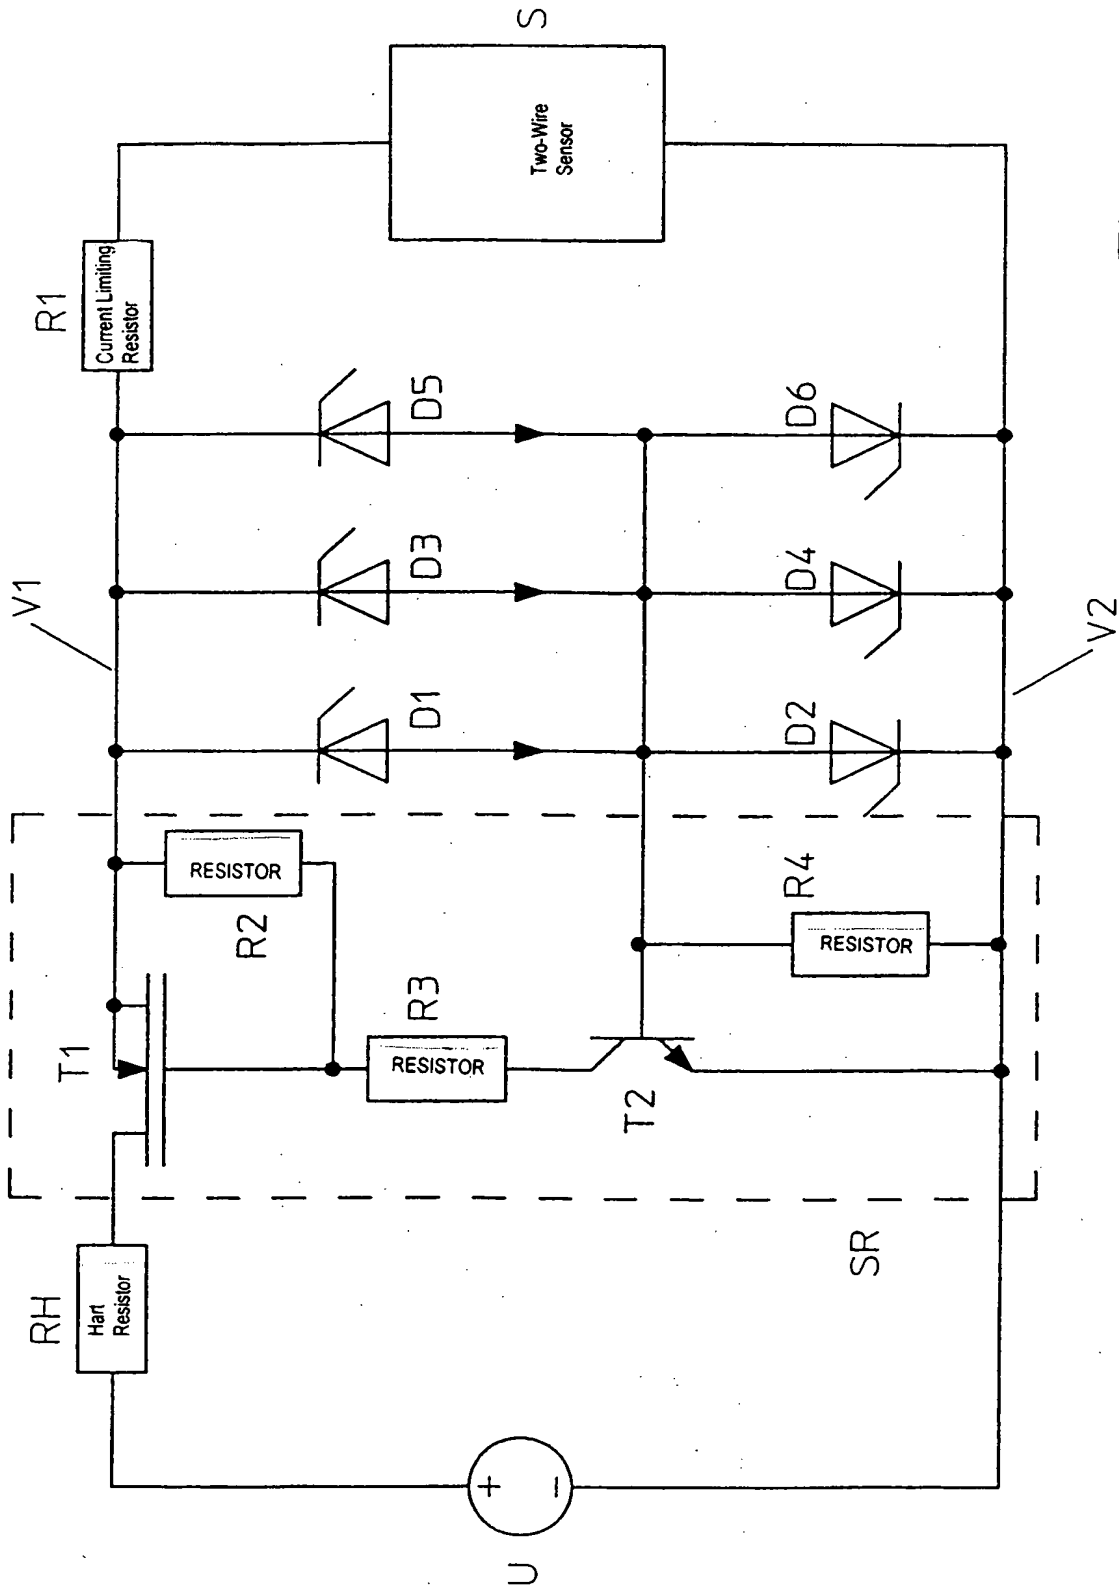 U
RH
Hart
Resistor
SR
T1
R2
RESISTOR
R3
RESISTOR
T2
R4
RESISTOR
V1
D1
D3
D5
D2
D4
D6
V2
R1
Current Limiting
Resistor
Two-Wire
Sensor
S